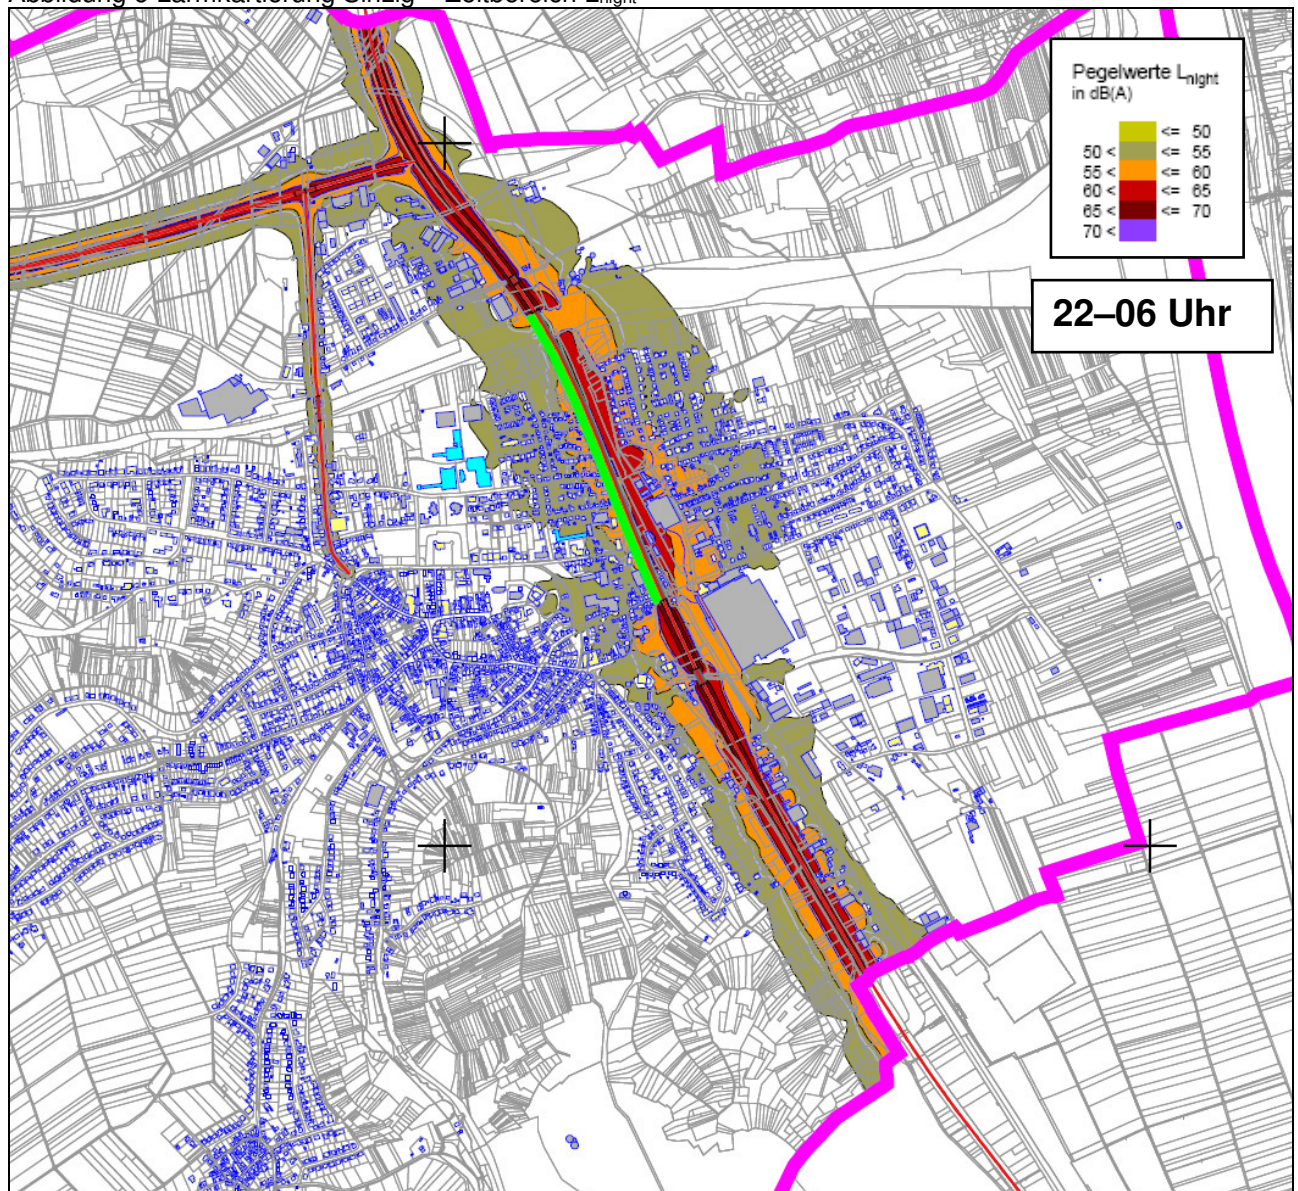 Abbildung 6 Lärmkartierung Sinzig – Zeitbereich Lnight
Pegelwerte Lnight
in dB(A)
<= 50
50 < <= 55
55 < <= 60
60 < <= 65
65 < <= 70
70 <
22–06 Uhr